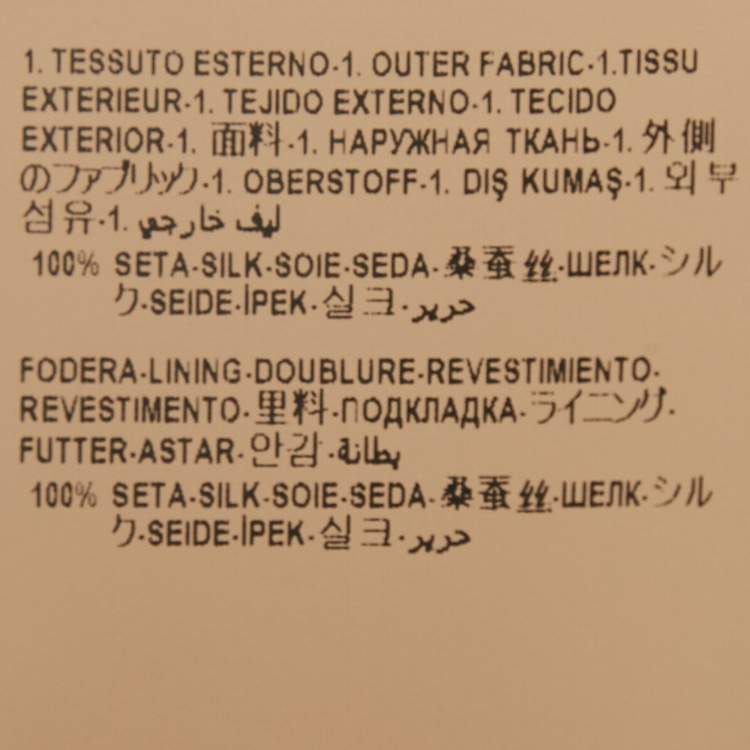 1. TESSUTO ESTERNO-1. OUTER FABRIC-1.TISSU
EXTERIEUR-1. TEJIDO EXTERNO-1. TECIDO
EXTERIOR-1. 面料-1. НАРУЖНАЯ ТКАНЬ-1. 外側
のファブリック-1. OBERSTOFF-1. DIŞ KUMAŞ-1. 외부
섬유-1. ليف خارجي
100% SETA-SILK-SOIE-SEDA-桑蚕丝-ШЕЛК-シル
ク-SEIDE-İPEK-실크-حرير
FODERA-LINING-DOUBLURE-REVESTIMIENTO-
REVESTIMENTO-里料-ПОДКЛАДКА-ライニング-
FUTTER-ASTAR-안감-بطانة
100% SETA-SILK-SOIE-SEDA-桑蚕丝-ШЕЛК-シル
ク-SEIDE-İPEK-실크-حرير